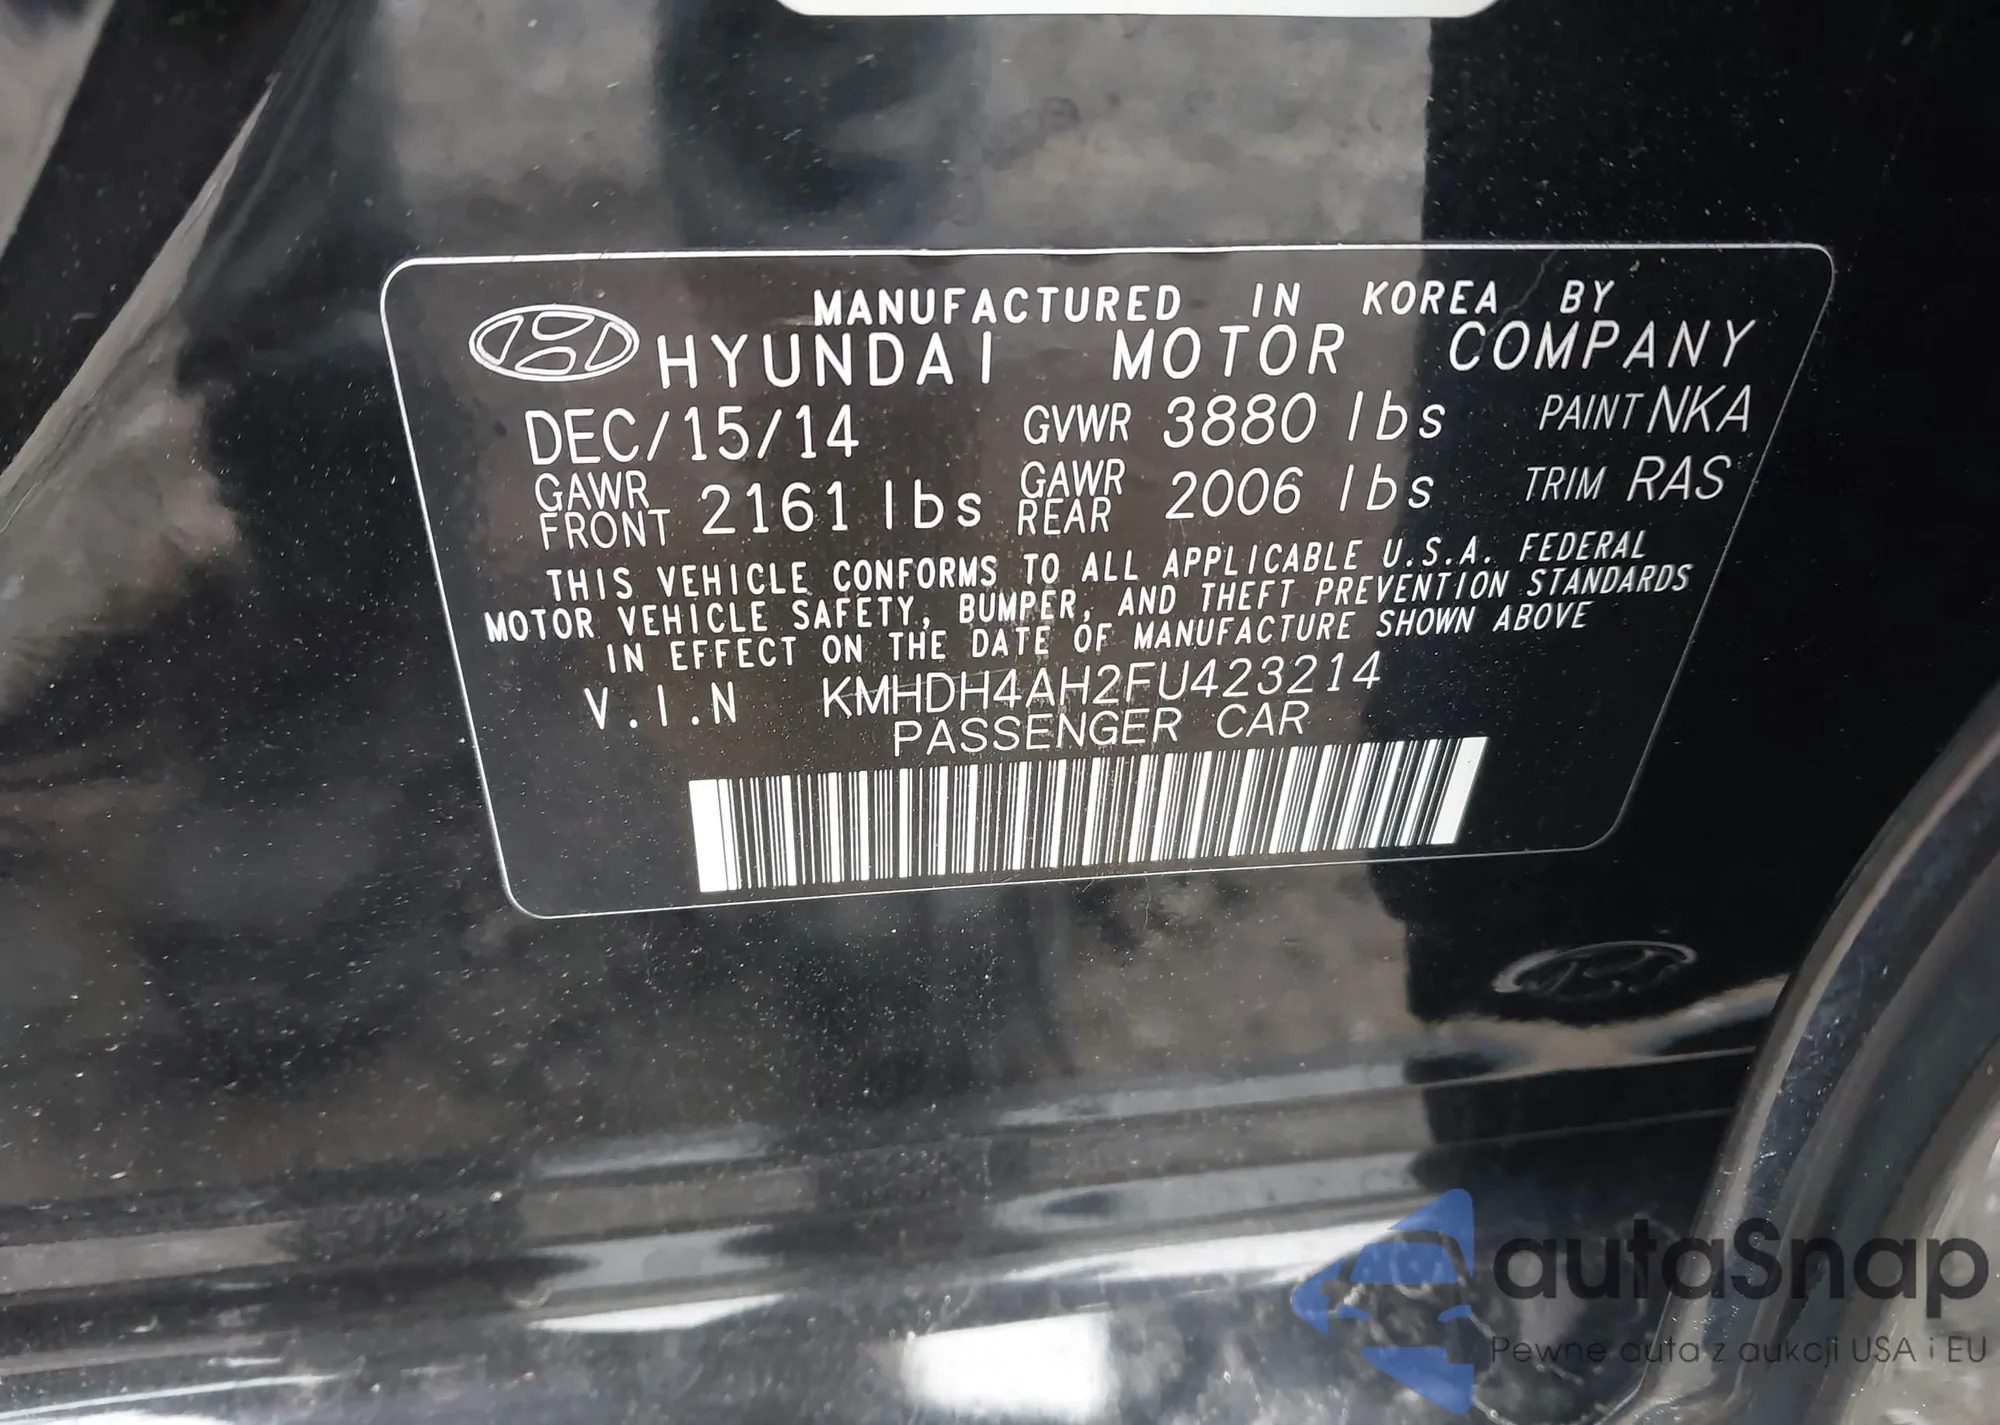 MANUFACTURED IN KOREA BY
HYUNDAI MOTOR COMPANY
DEC/15/14 GVWR 3880 lbs PAINT NKA
GAWR FRONT 2161 lbs GAWR REAR 2006 lbs TRIM RAS
THIS VEHICLE CONFORMS TO ALL APPLICABLE U.S.A. FEDERAL
MOTOR VEHICLE SAFETY, BUMPER, AND THEFT PREVENTION STANDARDS
IN EFFECT ON THE DATE OF MANUFACTURE SHOWN ABOVE
V.I.N KMHDH4AH2FU423214
PASSENGER CAR
autaSnap
Pewne auta z aukcji USA i EU